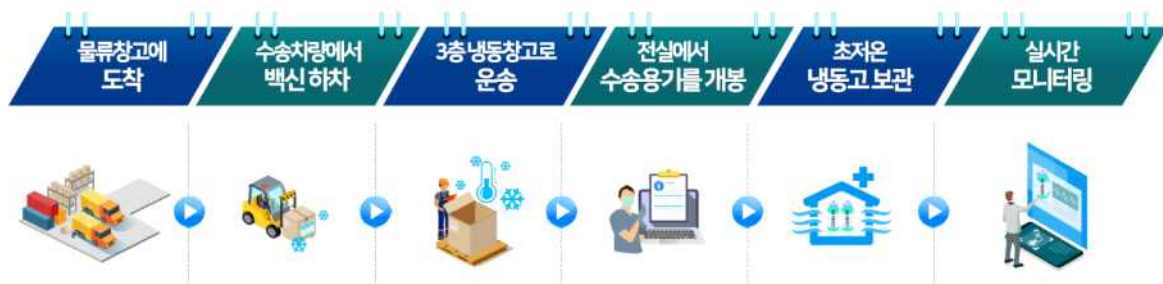 물류창고에
도착
수송차량에서
백신 하차
3층 냉동창고로
운송
전실에서
수송용기를 개봉
초저온
냉동고 보관
실시간
모니터링